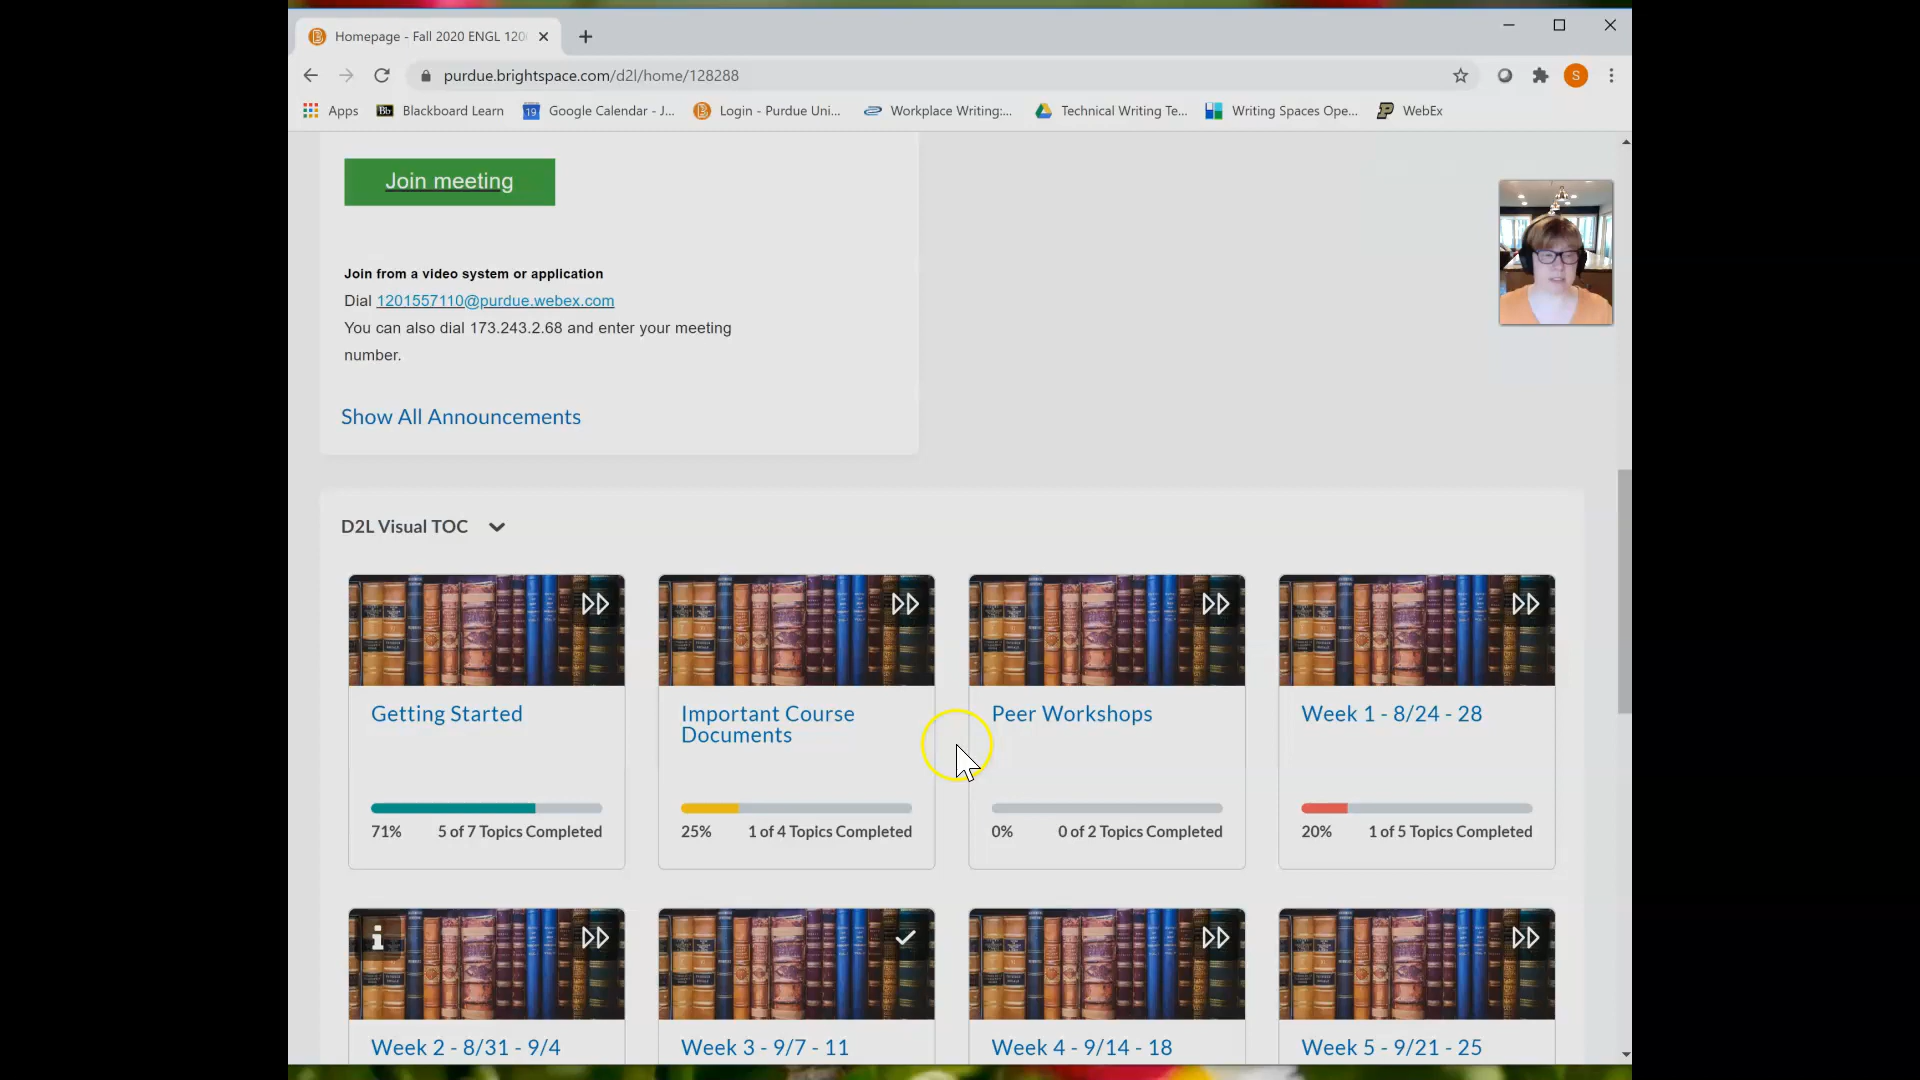 Homepage - Fall 2020 ENGL 120
purdue.brightspace.com/d2l/home/128288
S
Apps
Bb Blackboard Learn
19 Google Calendar - J...
Login - Purdue Uni...
Workplace Writing:...
Technical Writing Te...
Writing Spaces Ope...
WebEx
Join meeting
Join from a video system or application
Dial 1201557110@purdue.webex.com
You can also dial 173.243.2.68 and enter your meeting
number.
Show All Announcements
D2L Visual TOC
Getting Started
71% 5 of 7 Topics Completed
Important Course
Documents
25% 1 of 4 Topics Completed
Peer Workshops
0% 0 of 2 Topics Completed
Week 1 - 8/24 - 28
20% 1 of 5 Topics Completed
Week 2 - 8/31 - 9/4
Week 3 - 9/7 - 11
Week 4 - 9/14 - 18
Week 5 - 9/21 - 25